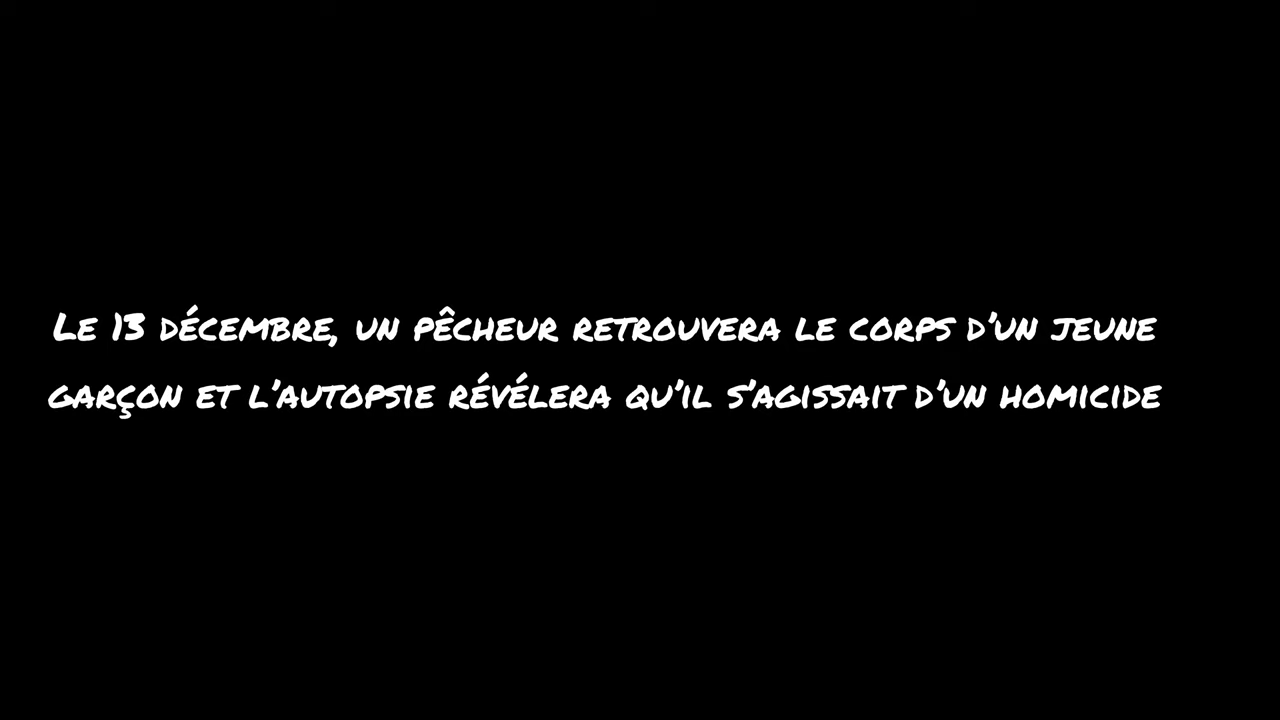 Le 13 décembre, un pêcheur retrouvera le corps d'un jeune
garçon et l'autopsie révélera qu'il s'agissait d'un homicide